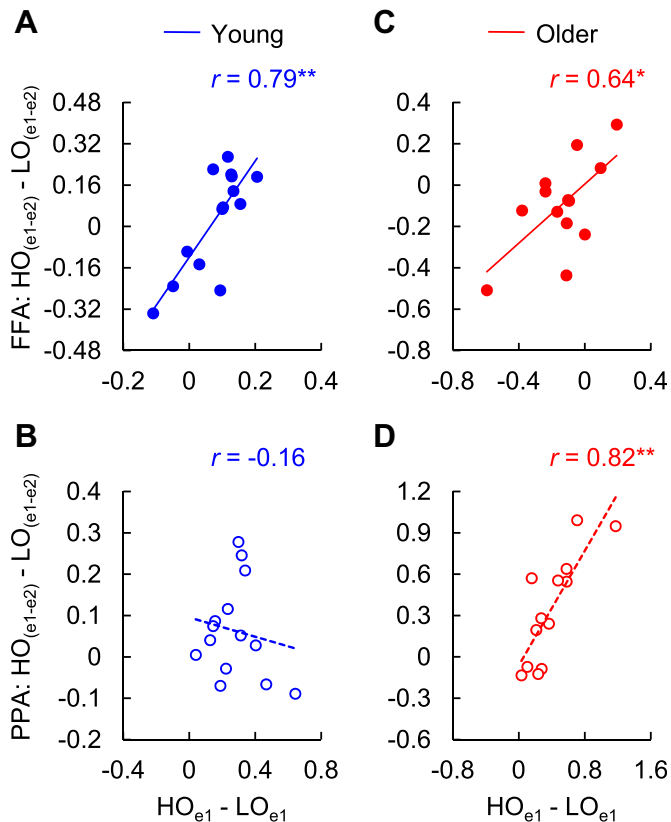 A
Young
r = 0.79**
FFA: HO(e1-e2) - LO(e1-e2)
0.48
0.32
0.16
0
-0.16
-0.32
-0.48
-0.2 0 0.2 0.4
C
Older
r = 0.64*
0.4
0.2
0
-0.2
-0.4
-0.6
-0.8
-0.8 -0.4 0 0.4
B
r = -0.16
PPA: HO(e1-e2) - LO(e1-e2)
0.4
0.3
0.2
0.1
0
-0.1
-0.2
-0.4 0 0.4 0.8
HOe1 - LOe1
D
r = 0.82**
1.2
0.9
0.6
0.3
0
-0.3
-0.6
-0.8 0 0.8 1.6
HOe1 - LOe1